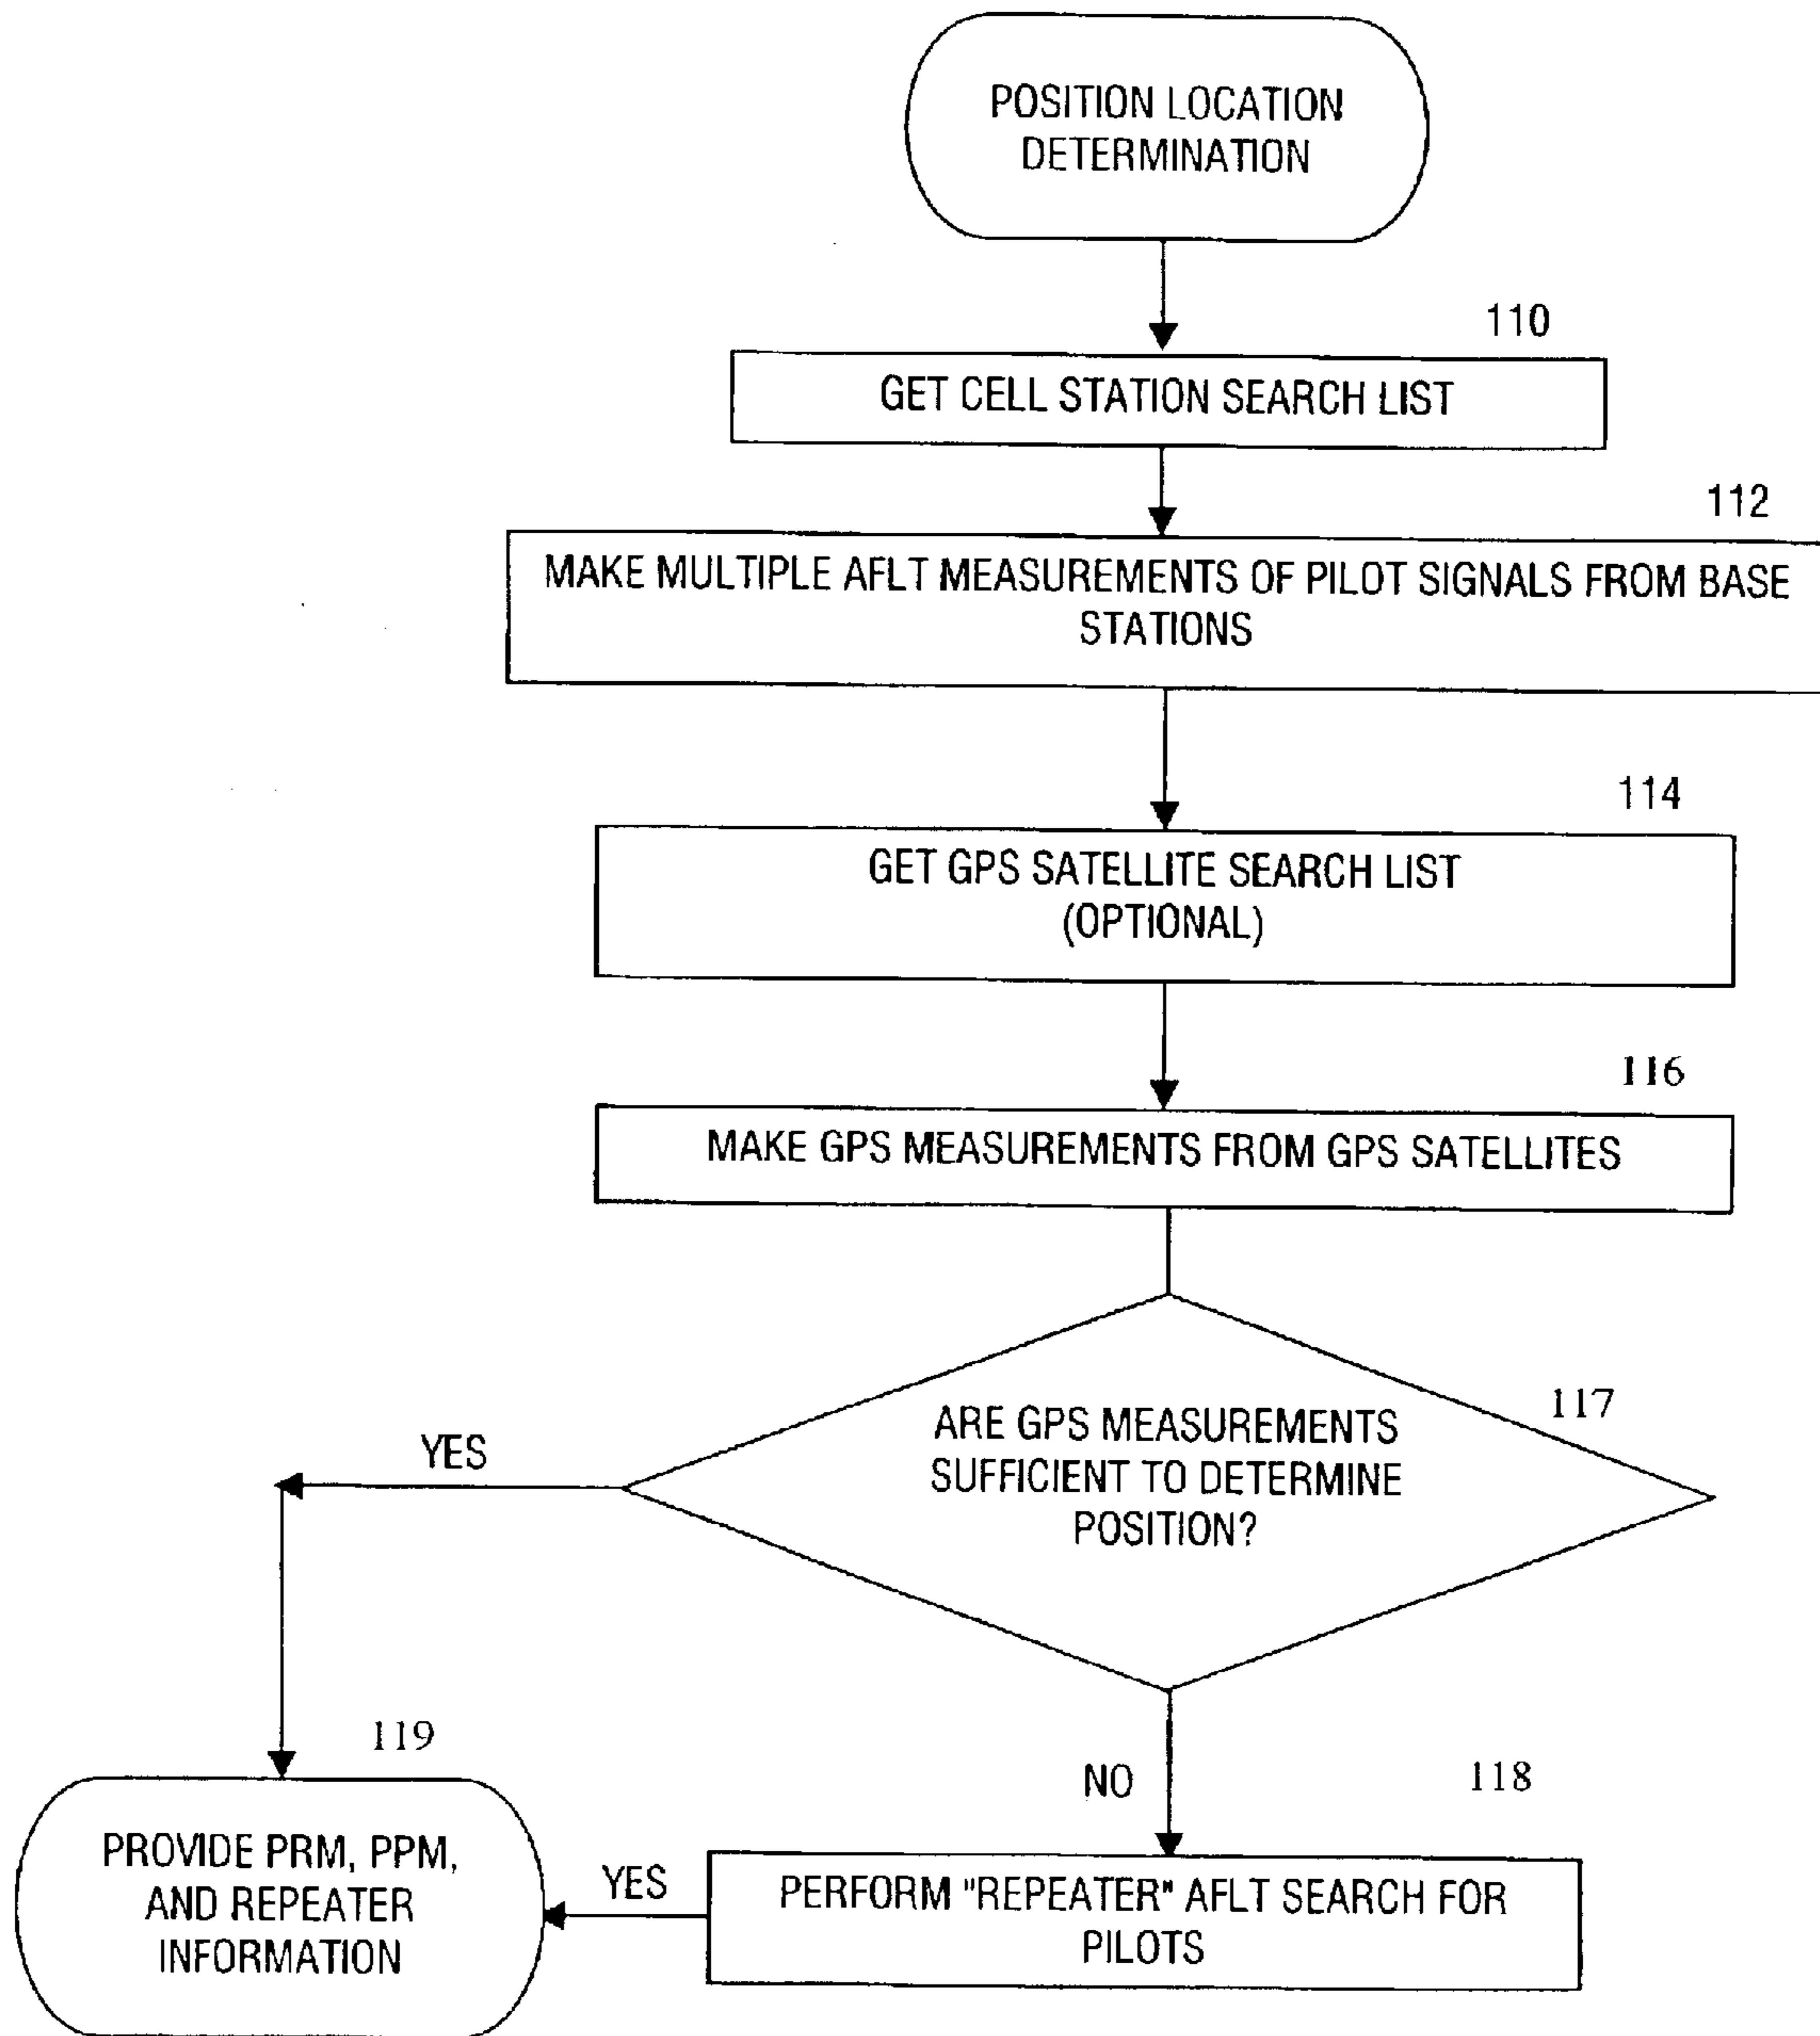 POSITION LOCATION
DETERMINATION
110
GET CELL STATION SEARCH LIST
112
MAKE MULTIPLE AFLT MEASUREMENTS OF PILOT SIGNALS FROM BASE
STATIONS
114
GET GPS SATELLITE SEARCH LIST
(OPTIONAL)
116
MAKE GPS MEASUREMENTS FROM GPS SATELLITES
117
ARE GPS MEASUREMENTS
SUFFICIENT TO DETERMINE
POSITION?
YES
NO
118
PERFORM "REPEATER" AFLT SEARCH FOR
PILOTS
YES
119
PROVIDE PRM, PPM,
AND REPEATER
INFORMATION